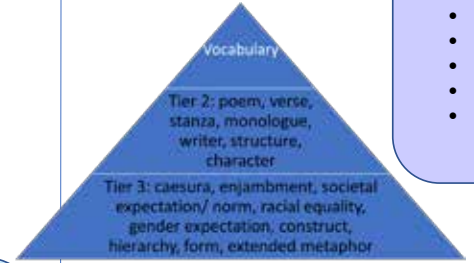 Vocabulary
Tier 2: poem, verse,
stanza, monologue,
writer, structure,
character
Tier 3: caesura, enjambment, societal
expectation/ norm, racial equality,
gender expectation, construct,
hierarchy, form, extended metaphor